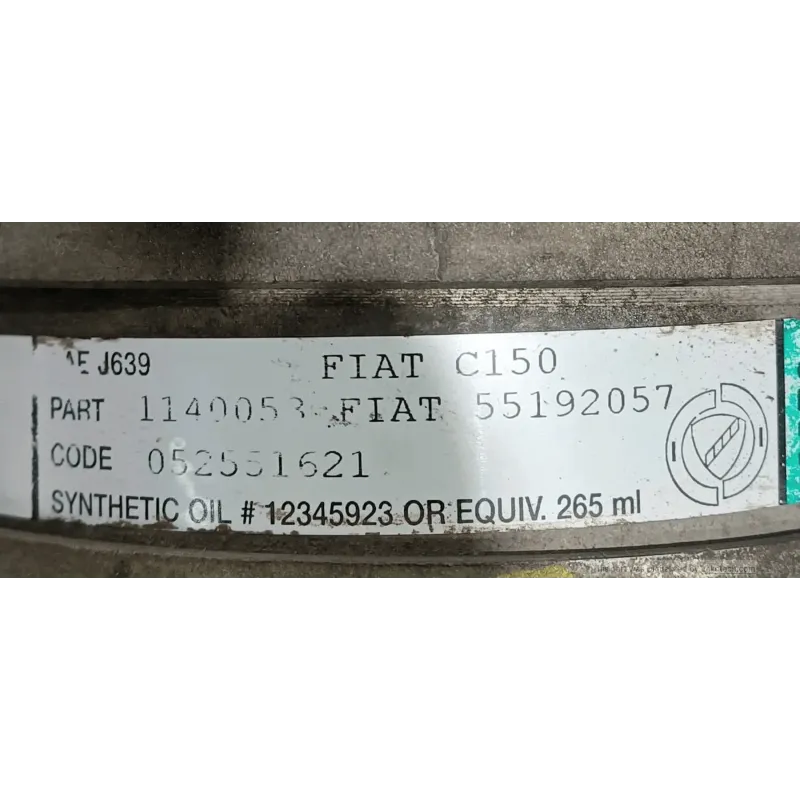 J639 FIAT C150
PART 1140053 FIAT 55192057
CODE 052551621
SYNTHETIC OIL # 12345923 OR EQUIV. 265 ml